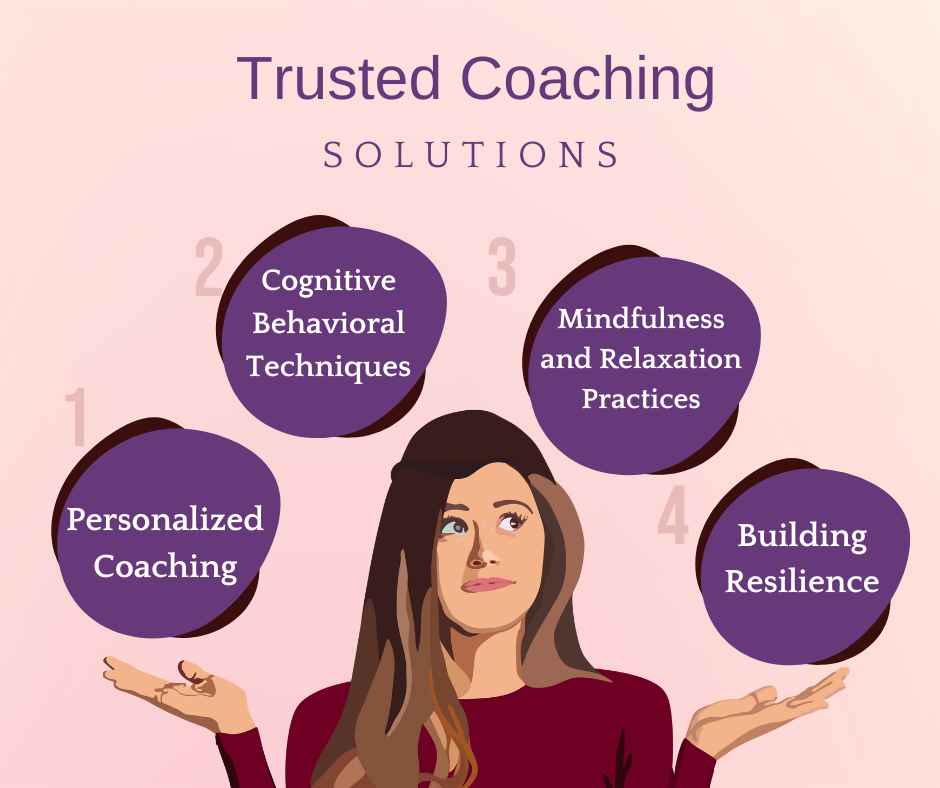 Trusted Coaching
SOLUTIONS
1
Personalized
Coaching
2
Cognitive
Behavioral
Techniques
3
Mindfulness
and Relaxation
Practices
4
Building
Resilience